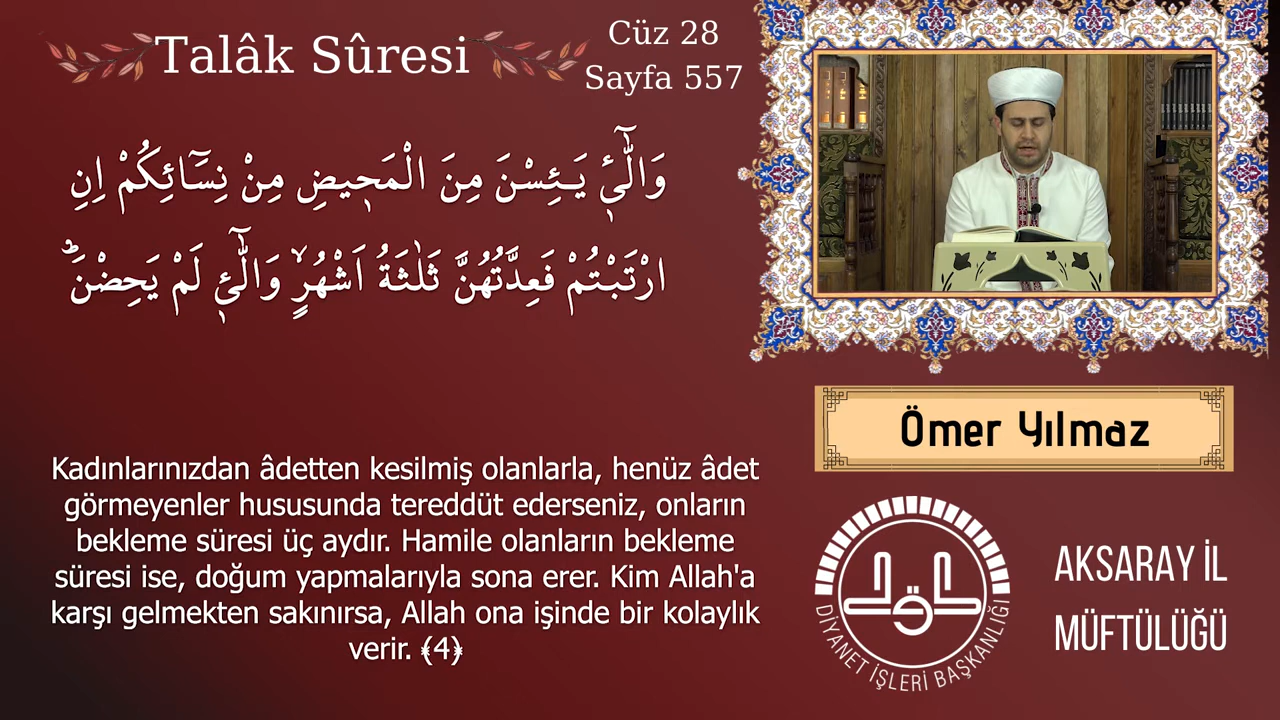 Talâk Sûresi
Cüz 28
Sayfa 557
وَالّٰٓـ۪ٔي يَـئِسْنَ مِنَ الْمَح۪يضِ مِنْ نِسَٓائِكُمْ اِنِ
ارْتَبْتُمْ فَعِدَّتُهُنَّ ثَلٰثَةُ اَشْهُرٍۙ وَالّٰٓـ۪ٔي لَمْ يَحِضْنَۜ
Kadınlarınızdan âdetten kesilmiş olanlarla, henüz âdet
görmeyenler hususunda tereddüt ederseniz, onların
bekleme süresi üç aydır. Hamile olanların bekleme
süresi ise, doğum yapmalarıyla sona erer. Kim Allah'a
karşı gelmekten sakınırsa, Allah ona işinde bir kolaylık
verir. ﴾4﴿
Ömer Yılmaz
DİYANET İŞLERİ BAŞKANLIĞI
AKSARAY İL
MÜFTÜLÜĞÜ